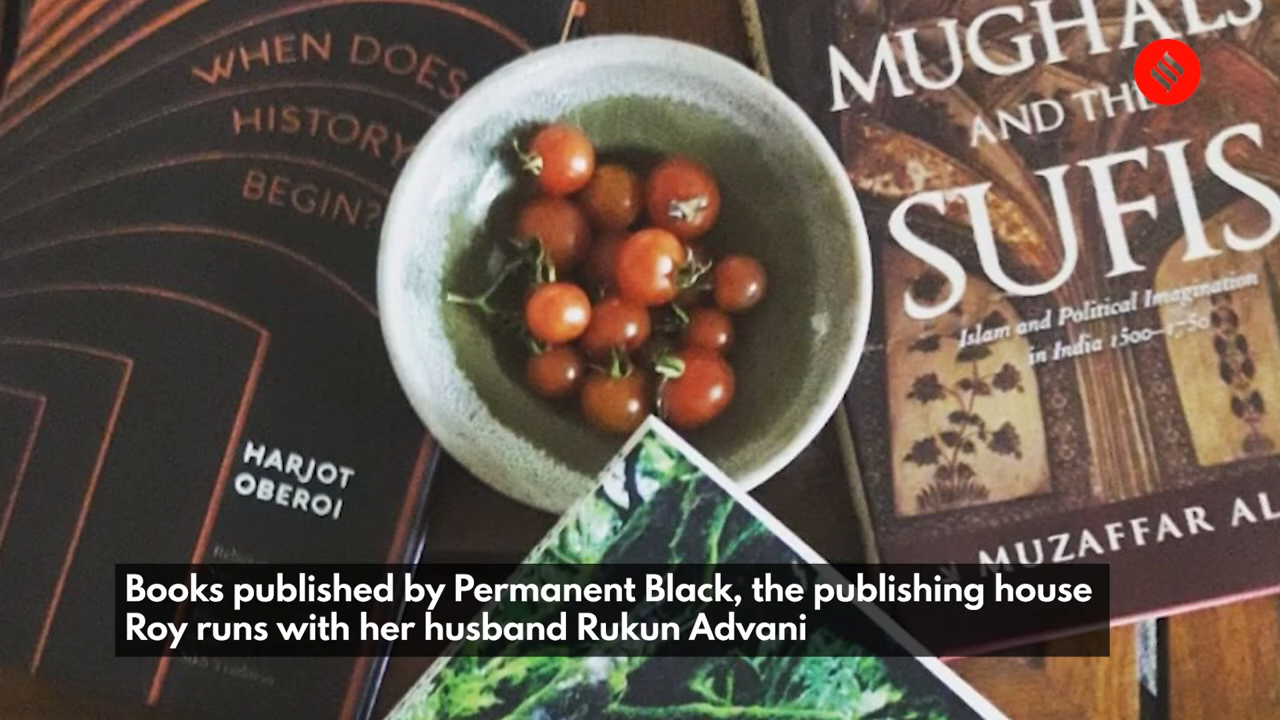 WHEN DOES
HISTORY
BEGIN?
HARJOT
OBEROI
MUGHALS
AND THE
SUFIS
Islam and Political Imagination
in India 1500–1750
MUZAFFAR AL
Books published by Permanent Black, the publishing house
Roy runs with her husband Rukun Advani